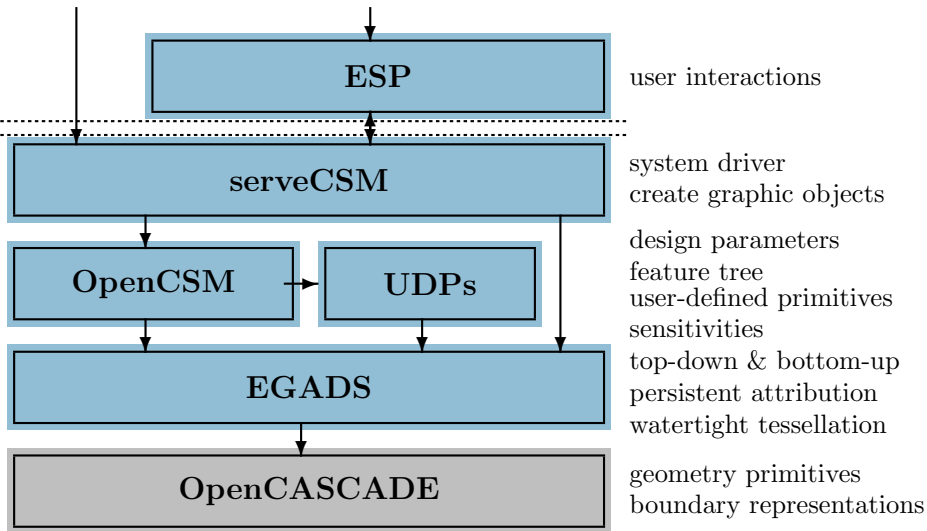 ESP
user interactions
serveCSM
system driver
create graphic objects
OpenCSM
UDPs
design parameters
feature tree
user-defined primitives
sensitivities
EGADS
top-down & bottom-up
persistent attribution
watertight tessellation
OpenCASCADE
geometry primitives
boundary representations